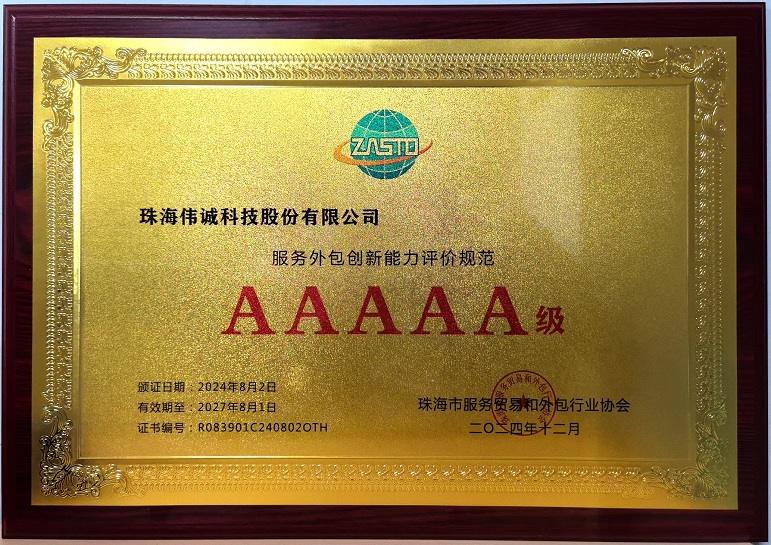 ZASTO
珠海伟诚科技股份有限公司
服务外包创新能力评价规范
AAAAA级
颁证日期：2024年8月2日
有效期至：2027年8月1日
证书编号：R083901C240802OTH
珠海市服务贸易和外包行业协会
二〇二四年十二月